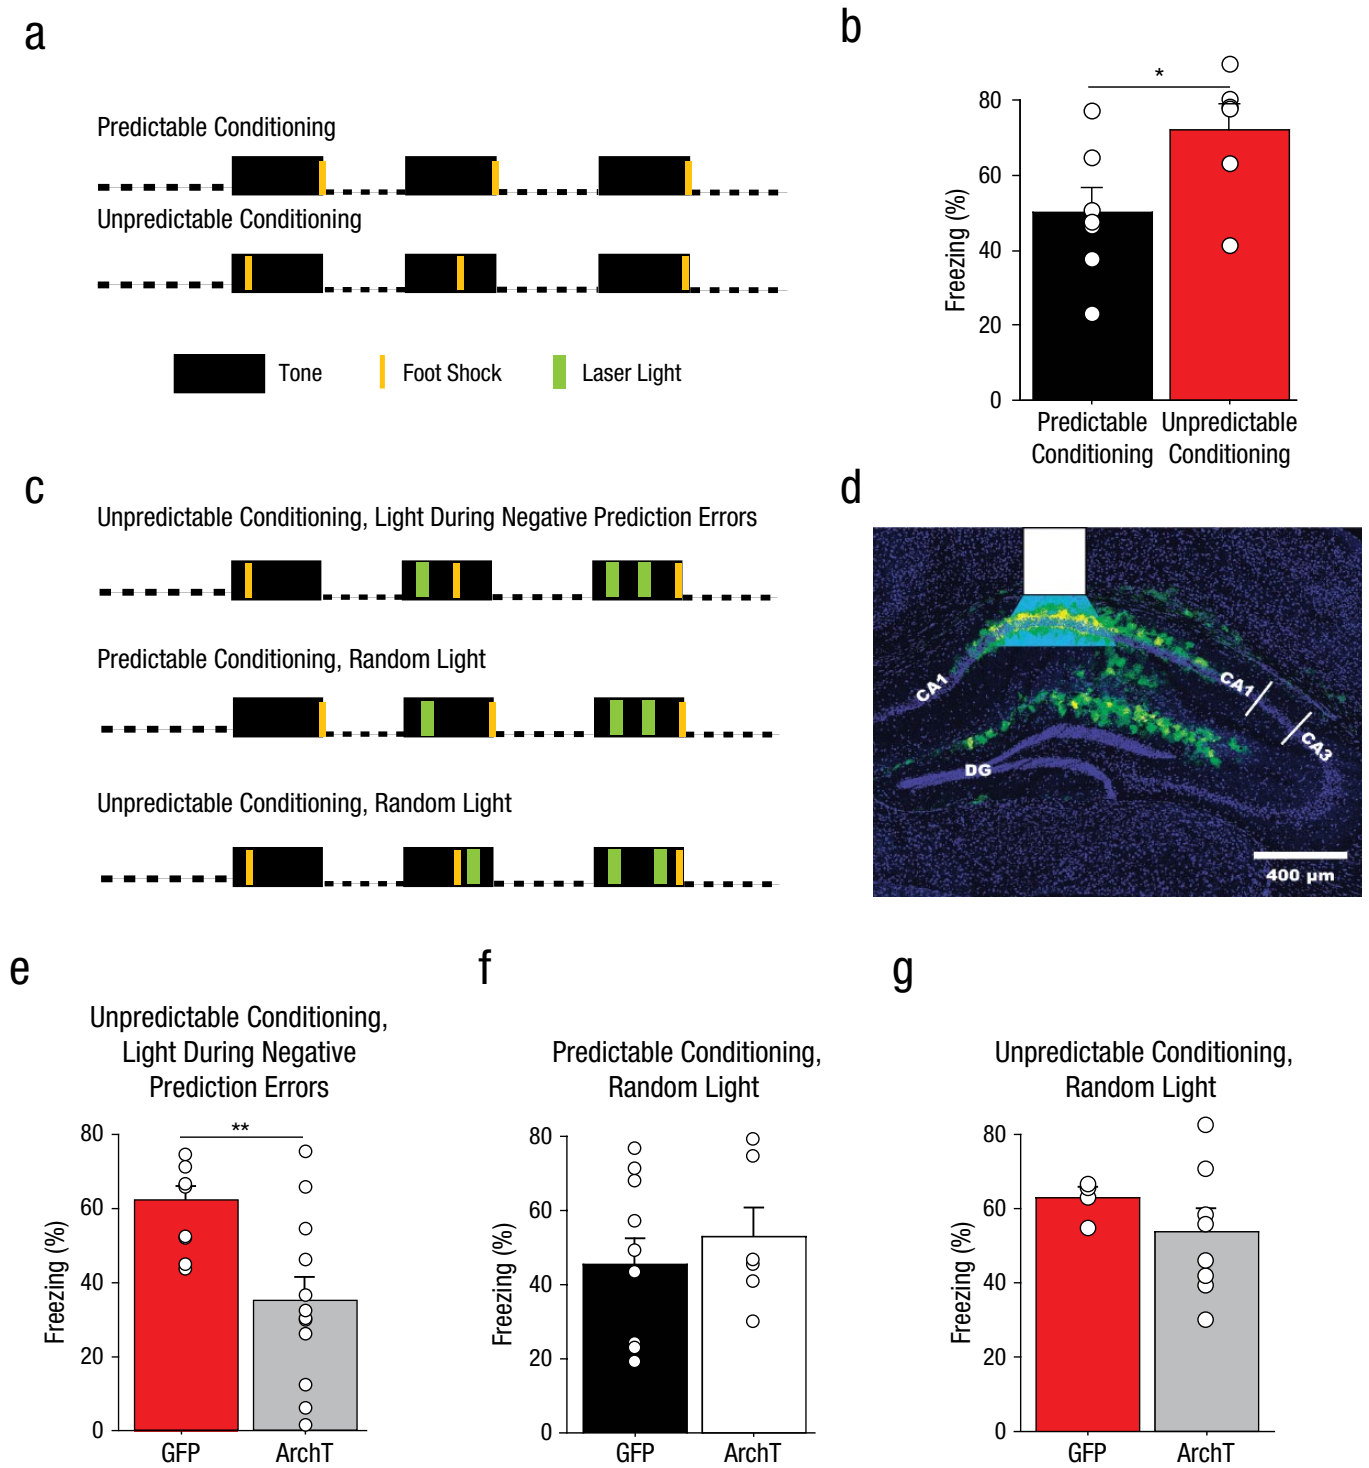 a
Predictable Conditioning
Unpredictable Conditioning
Tone
Foot Shock
Laser Light
b
*
80
60
40
20
0
Freezing (%)
Predictable Conditioning
Unpredictable Conditioning
c
Unpredictable Conditioning, Light During Negative Prediction Errors
Predictable Conditioning, Random Light
Unpredictable Conditioning, Random Light
d
CA1
CA1
CA3
DG
400 µm
e
Unpredictable Conditioning,
Light During Negative
Prediction Errors
**
80
60
40
20
0
Freezing (%)
GFP
ArchT
f
Predictable Conditioning,
Random Light
80
60
40
20
0
Freezing (%)
GFP
ArchT
g
Unpredictable Conditioning,
Random Light
80
60
40
20
0
Freezing (%)
GFP
ArchT